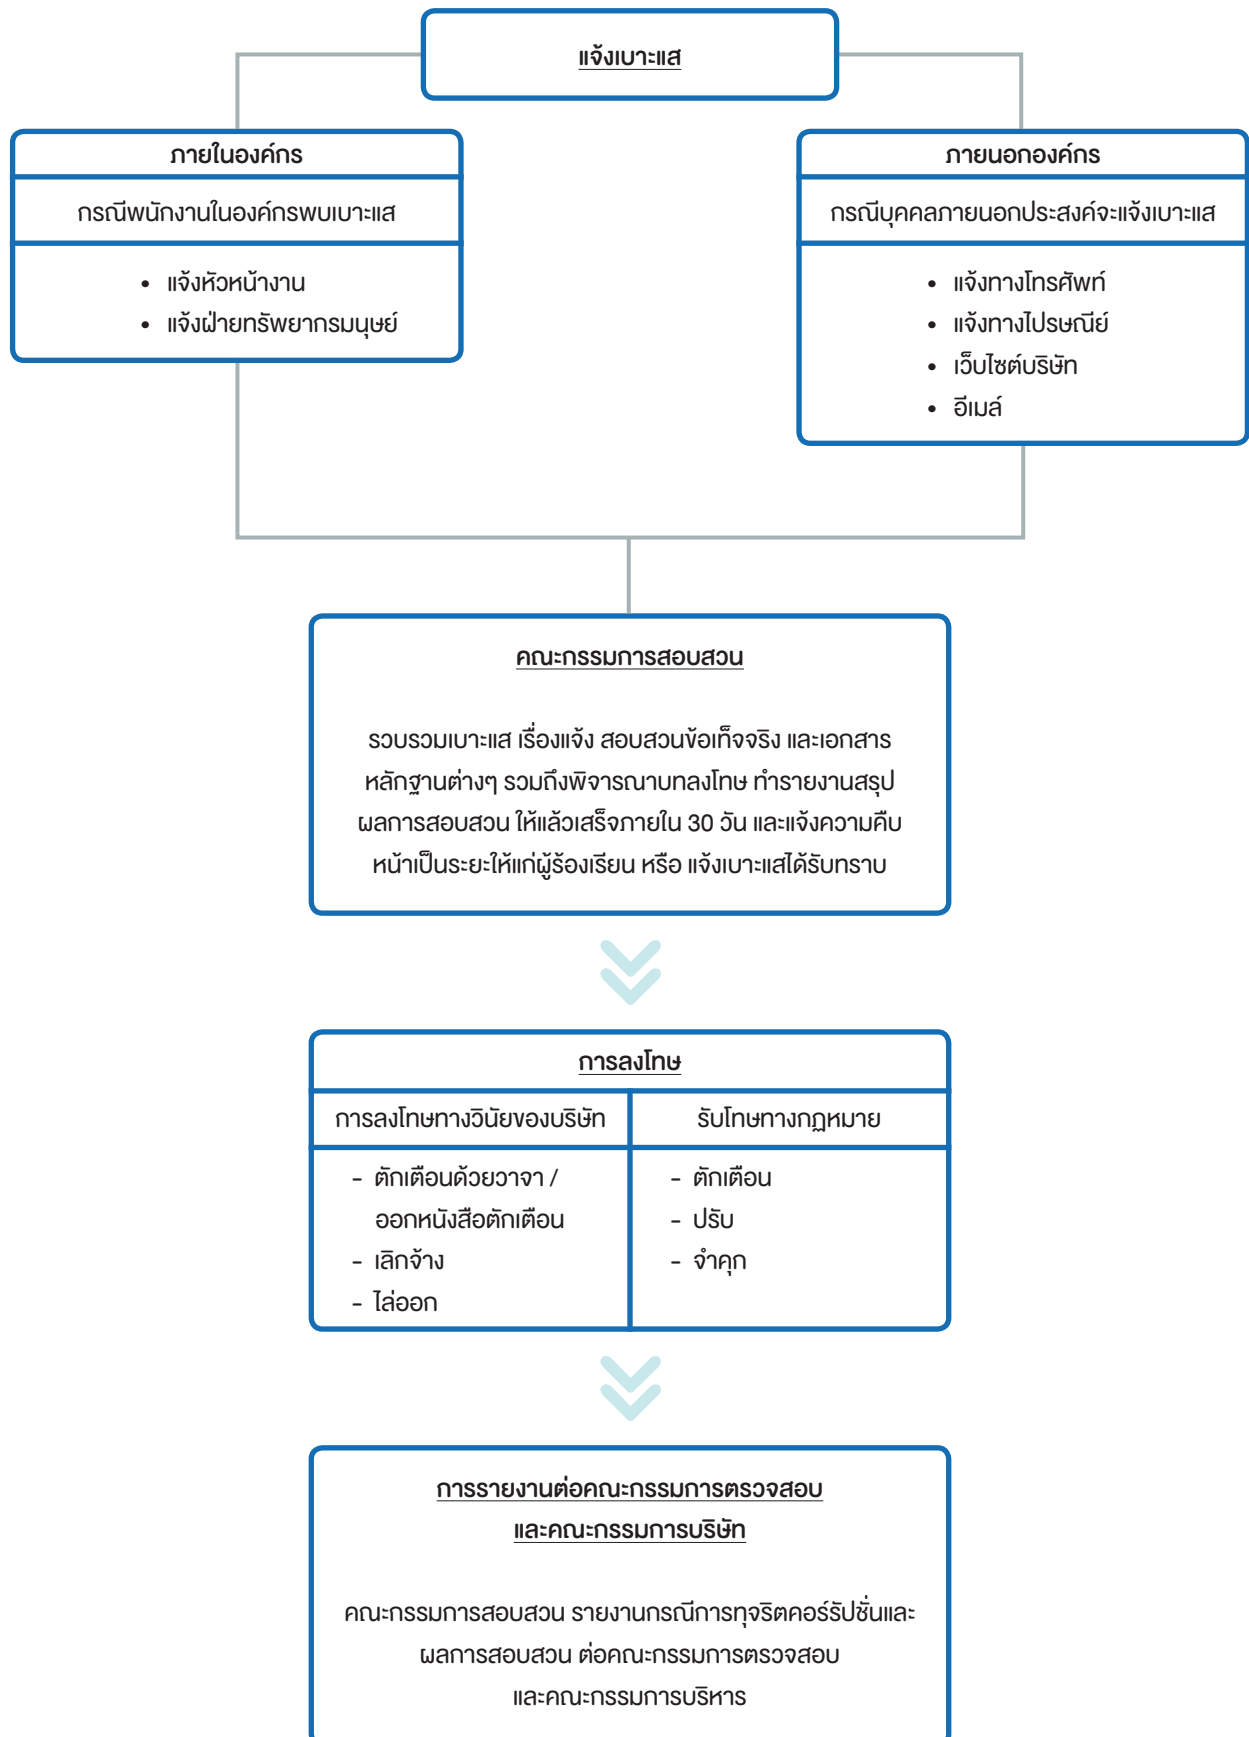 แจ้งเบาะแส
ภายในองค์กร
กรณีพนักงานในองค์กรพบเบาะแส
• แจ้งหัวหน้างาน
• แจ้งฝ่ายทรัพยากรมนุษย์
ภายนอกองค์กร
กรณีบุคคลภายนอกประสงค์จะแจ้งเบาะแส
• แจ้งทางโทรศัพท์
• แจ้งทางไปรษณีย์
• เว็บไซต์บริษัท
• อีเมล์
คณะกรรมการสอบสวน
รวบรวมเบาะแส เรื่องแจ้ง สอบสวนข้อเท็จจริง และเอกสาร
หลักฐานต่างๆ รวมถึงพิจารณาบทลงโทษ ทำรายงานสรุป
ผลการสอบสวน ให้แล้วเสร็จภายใน 30 วัน และแจ้งความคืบ
หน้าเป็นระยะให้แก่ผู้ร้องเรียน หรือ แจ้งเบาะแสได้รับทราบ
การลงโทษ
การลงโทษทางวินัยของบริษัท
- ตักเตือนด้วยวาจา /
ออกหนังสือตักเตือน
- เลิกจ้าง
- ไล่ออก
รับโทษทางกฎหมาย
- ตักเตือน
- ปรับ
- จำคุก
การรายงานต่อคณะกรรมการตรวจสอบ
และคณะกรรมการบริษัท
คณะกรรมการสอบสวน รายงานกรณีการทุจริตคอร์รัปชั่นและ
ผลการสอบสวน ต่อคณะกรรมการตรวจสอบ
และคณะกรรมการบริหาร